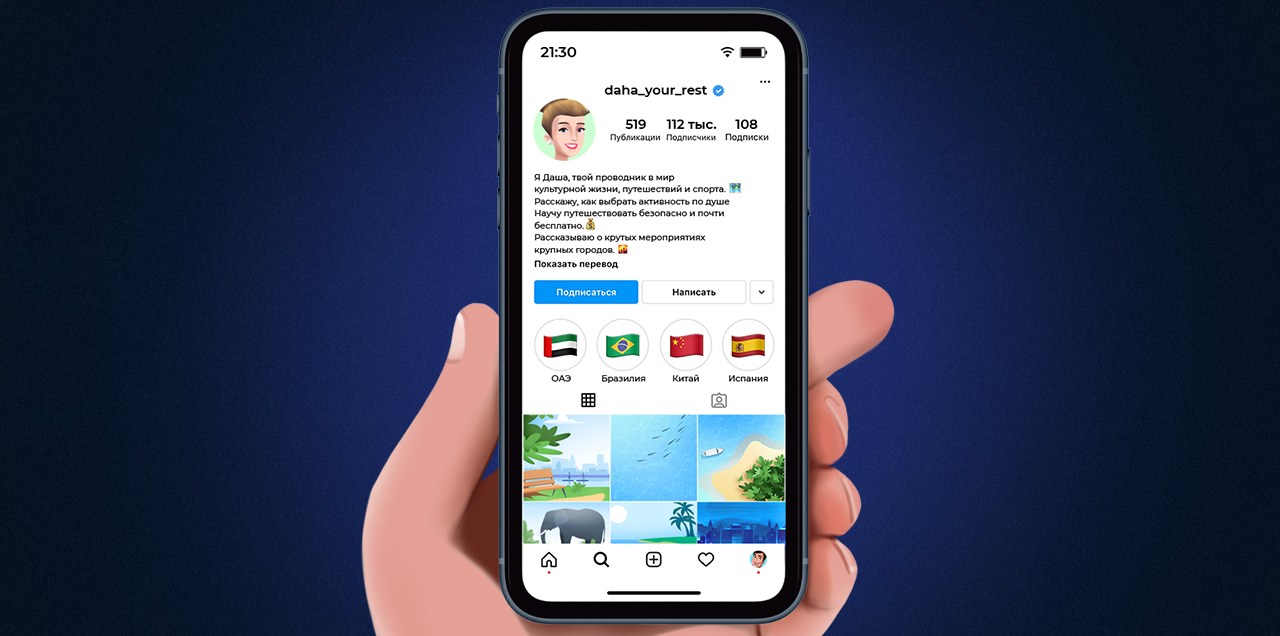 21:30
daha_your_rest
519 112 тыс. 108
Публикации Подписчики Подписки
Я Даша, твой проводник в мир
культурной жизни, путешествий и спорта.
Расскажу, как выбрать активность по душе
Научу путешествовать безопасно и почти
бесплатно.
Рассказываю о крутых мероприятиях
крупных городов.
Показать перевод
Подписаться Написать
ОАЭ Бразилия Китай Испания